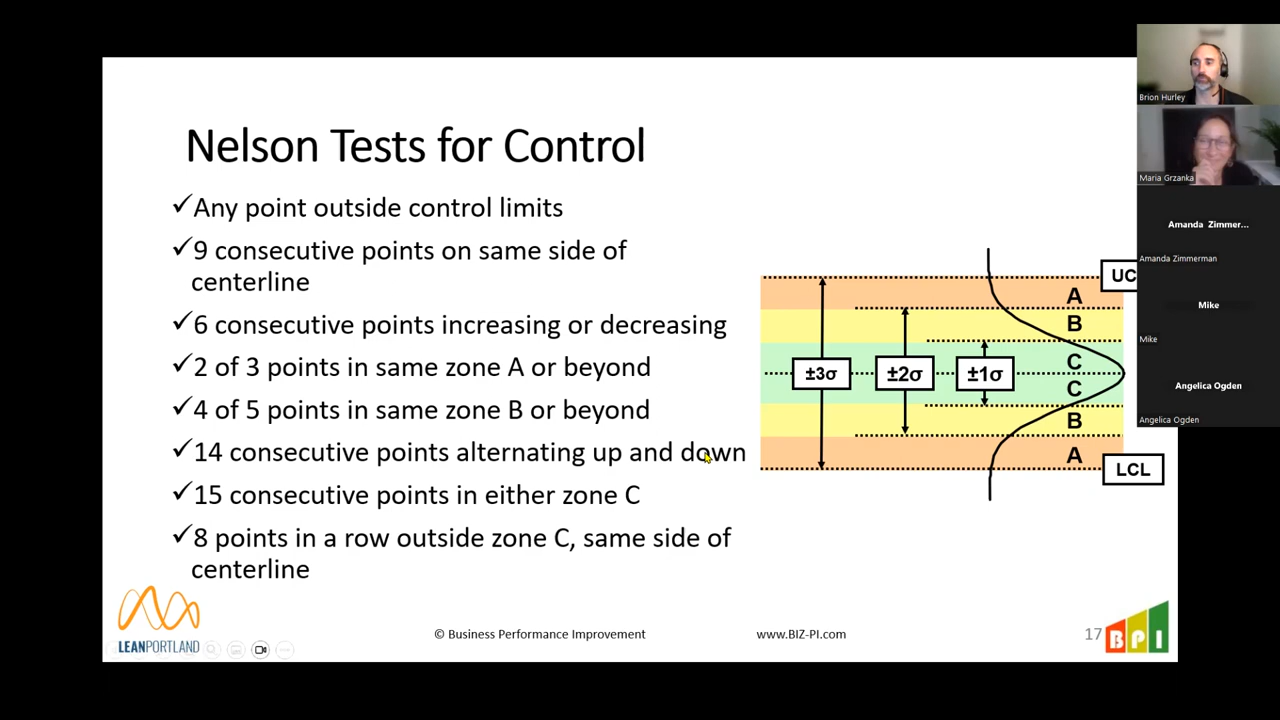 Nelson Tests for Control
✓Any point outside control limits
✓9 consecutive points on same side of
centerline
✓6 consecutive points increasing or decreasing
✓2 of 3 points in same zone A or beyond
✓4 of 5 points in same zone B or beyond
✓14 consecutive points alternating up and down
✓15 consecutive points in either zone C
✓8 points in a row outside zone C, same side of
centerline
UC
A
B
C
C
B
A
±3σ
±2σ
±1σ
LCL
LEANPORTLAND
© Business Performance Improvement
www.BIZ-PI.com
17
BPI
Brion Hurley
Maria Grzanka
Amanda Zimmer...
Amanda Zimmerman
Mike
Mike
Angelica Ogden
Angelica Ogden